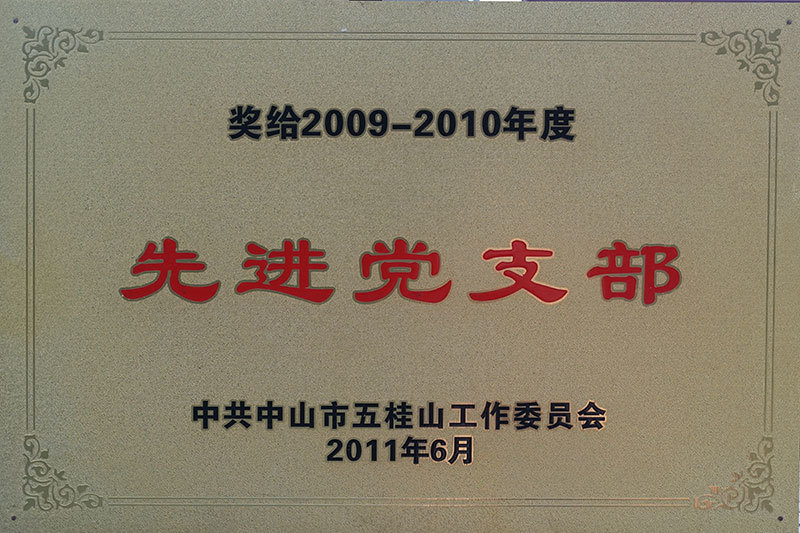 奖给2009-2010年度
先进党支部
中共中山市五桂山工作委员会
2011年6月